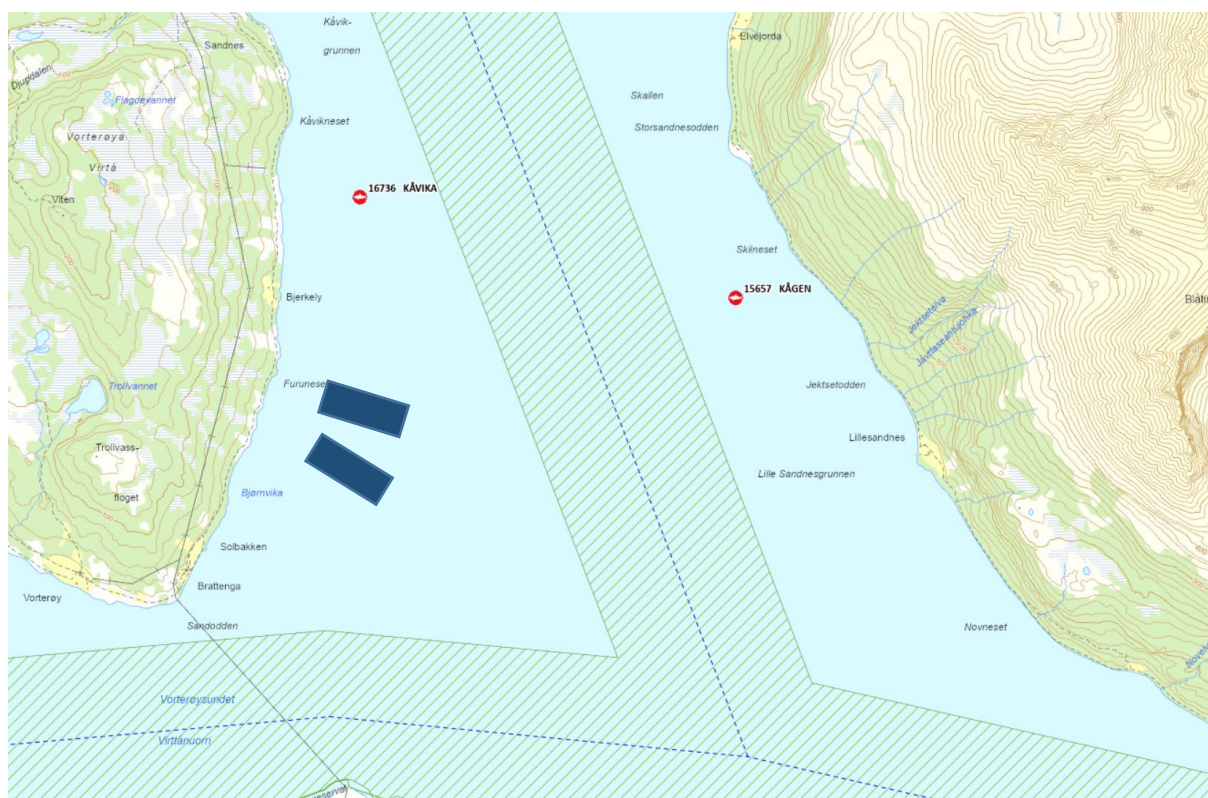 Kåvik-
grunnen
Sandnes
Elvejorda
Djupdalen
Flagdevannet
Skallen
Kåvikneset
Storsandnesodden
Vorterøya
Virtá
16736 KÅVIKA
Viten
Skilneset
15657 KÅGEN
Bjerkely
Jektsetelva
Trollvannet
Furunese
Jektsetodden
Lillesandnes
Trollvass-
floget
Lille Sandnesgrunnen
Bjørnvika
Solbakken
Brattenga
Vorterøy
Sandodden
Novneset
Vorterøysundet
Virttánuorri